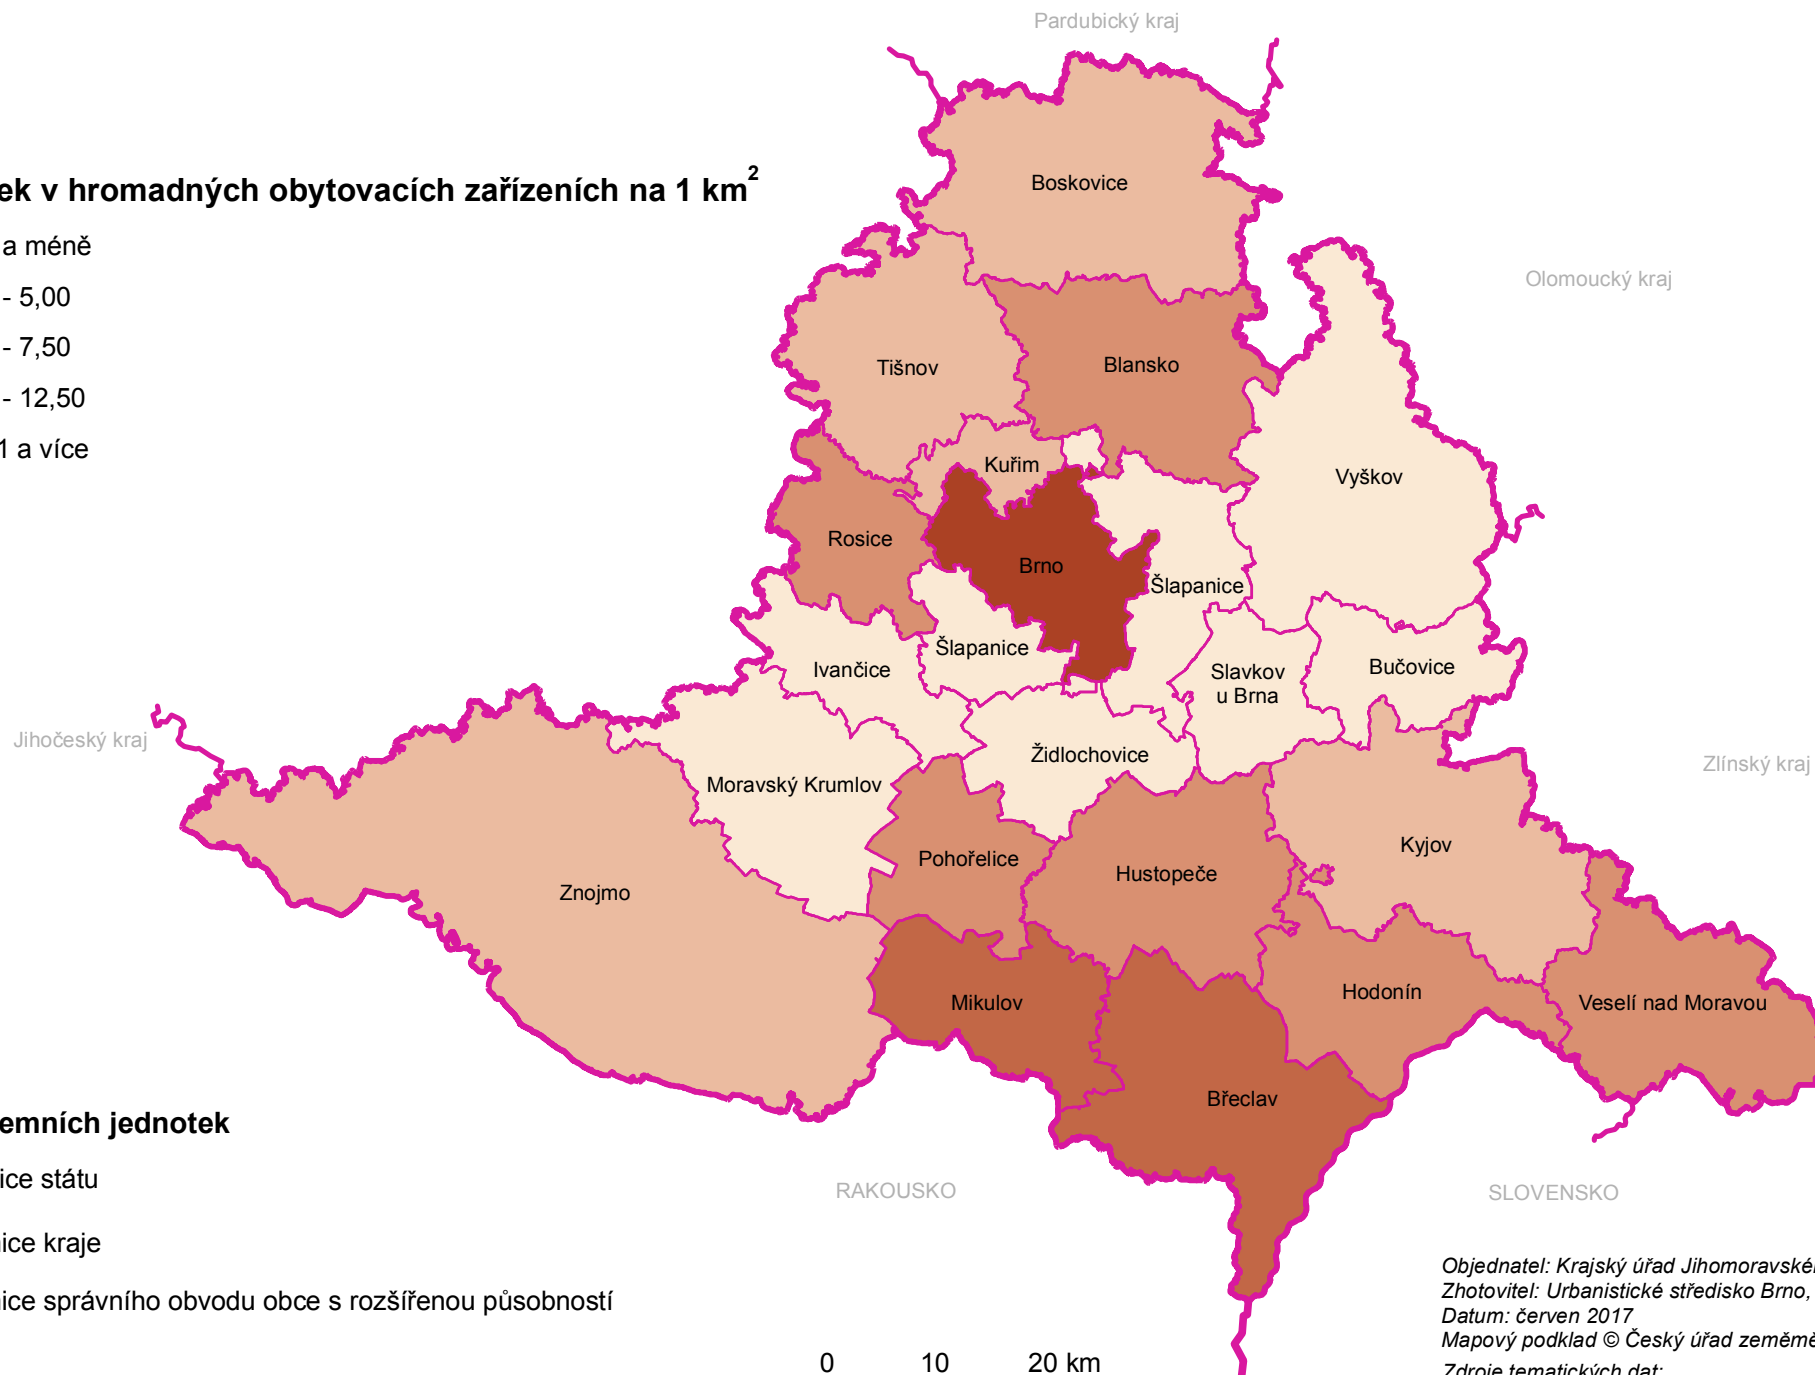 Pardubický kraj
ek v hromadných obytovacích zařízeních na 1 km²
a méně
- 5,00
- 7,50
- 12,50
1 a více
Boskovice
Olomoucký kraj
Tišnov
Blansko
Kuřim
Vyškov
Rosice
Brno
Šlapanice
Šlapanice
Ivančice
Slavkov
u Brna
Bučovice
Jihočeský kraj
Židlochovice
Zlínský kraj
Moravský Krumlov
Pohořelice
Hustopeče
Kyjov
Znojmo
Mikulov
Hodonín
Veselí nad Moravou
Břeclav
emních jednotek
ice státu
RAKOUSKO
SLOVENSKO
ice kraje
ice správního obvodu obce s rozšířenou působností
Objednatel: Krajský úřad Jihomoravské
Zhotovitel: Urbanistické středisko Brno,
Datum: červen 2017
Mapový podklad © Český úřad zeměmě
Zdroje tematických dat:
0 10 20 km